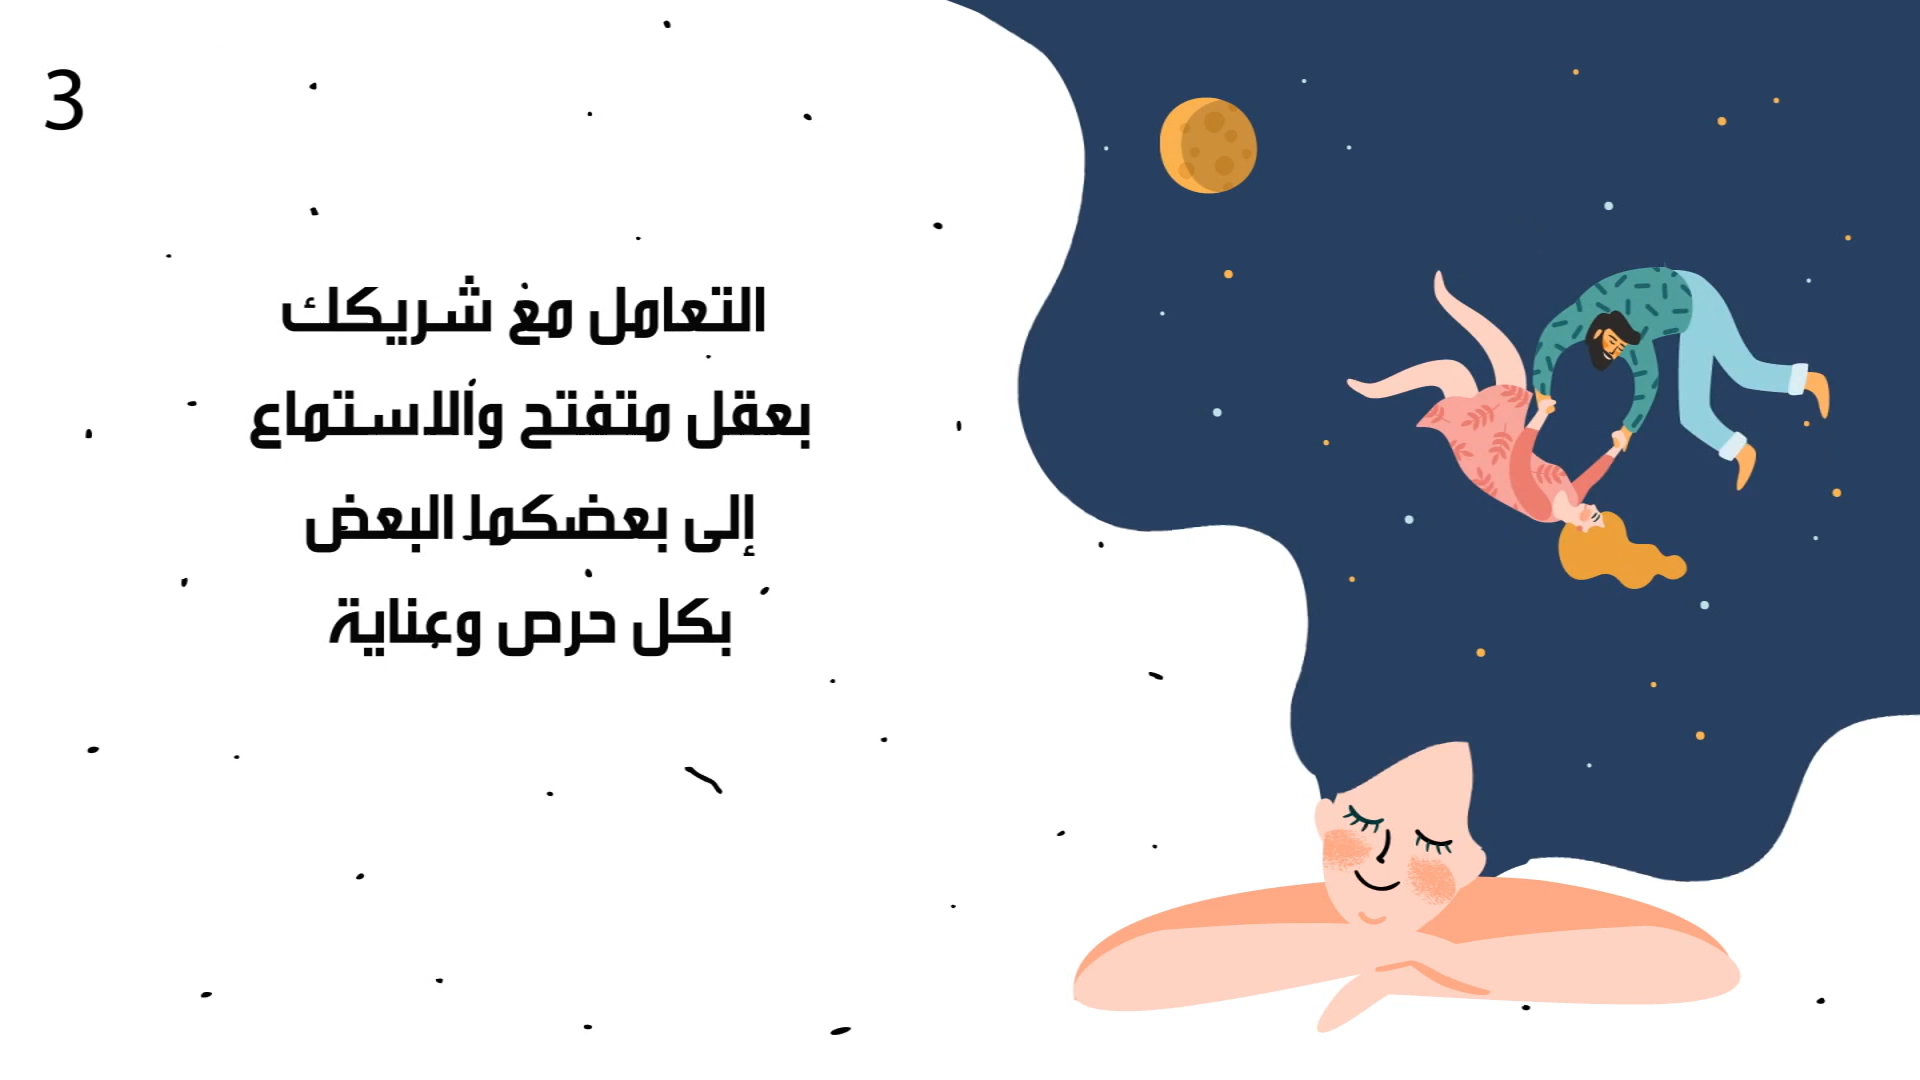 3
التعامل مع شريكك
بعقل متفتح والاستماع
إلى بعضكما البعض
بكل حرص وعناية